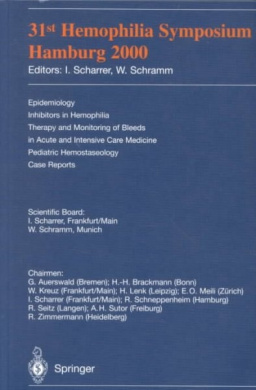 31st Hemophilia Symposium
Hamburg 2000
Editors: I. Scharrer, W. Schramm
Epidemiology
Inhibitors in Hemophilia
Therapy and Monitoring of Bleeds
in Acute and Intensive Care Medicine
Pediatric Hemostaseology
Case Reports
Scientific Board:
I. Scharrer, Frankfurt/Main
W. Schramm, Munich
Chairmen:
G. Auerswald (Bremen); H.-H. Brackmann (Bonn)
W. Kreuz (Frankfurt/Main); H. Lenk (Leipzig); E. O. Meili (Zürich)
I. Scharrer (Frankfurt/Main); R. Schneppenheim (Hamburg)
R. Seitz (Langen); A. H. Sutor (Freiburg)
R. Zimmermann (Heidelberg)
Springer